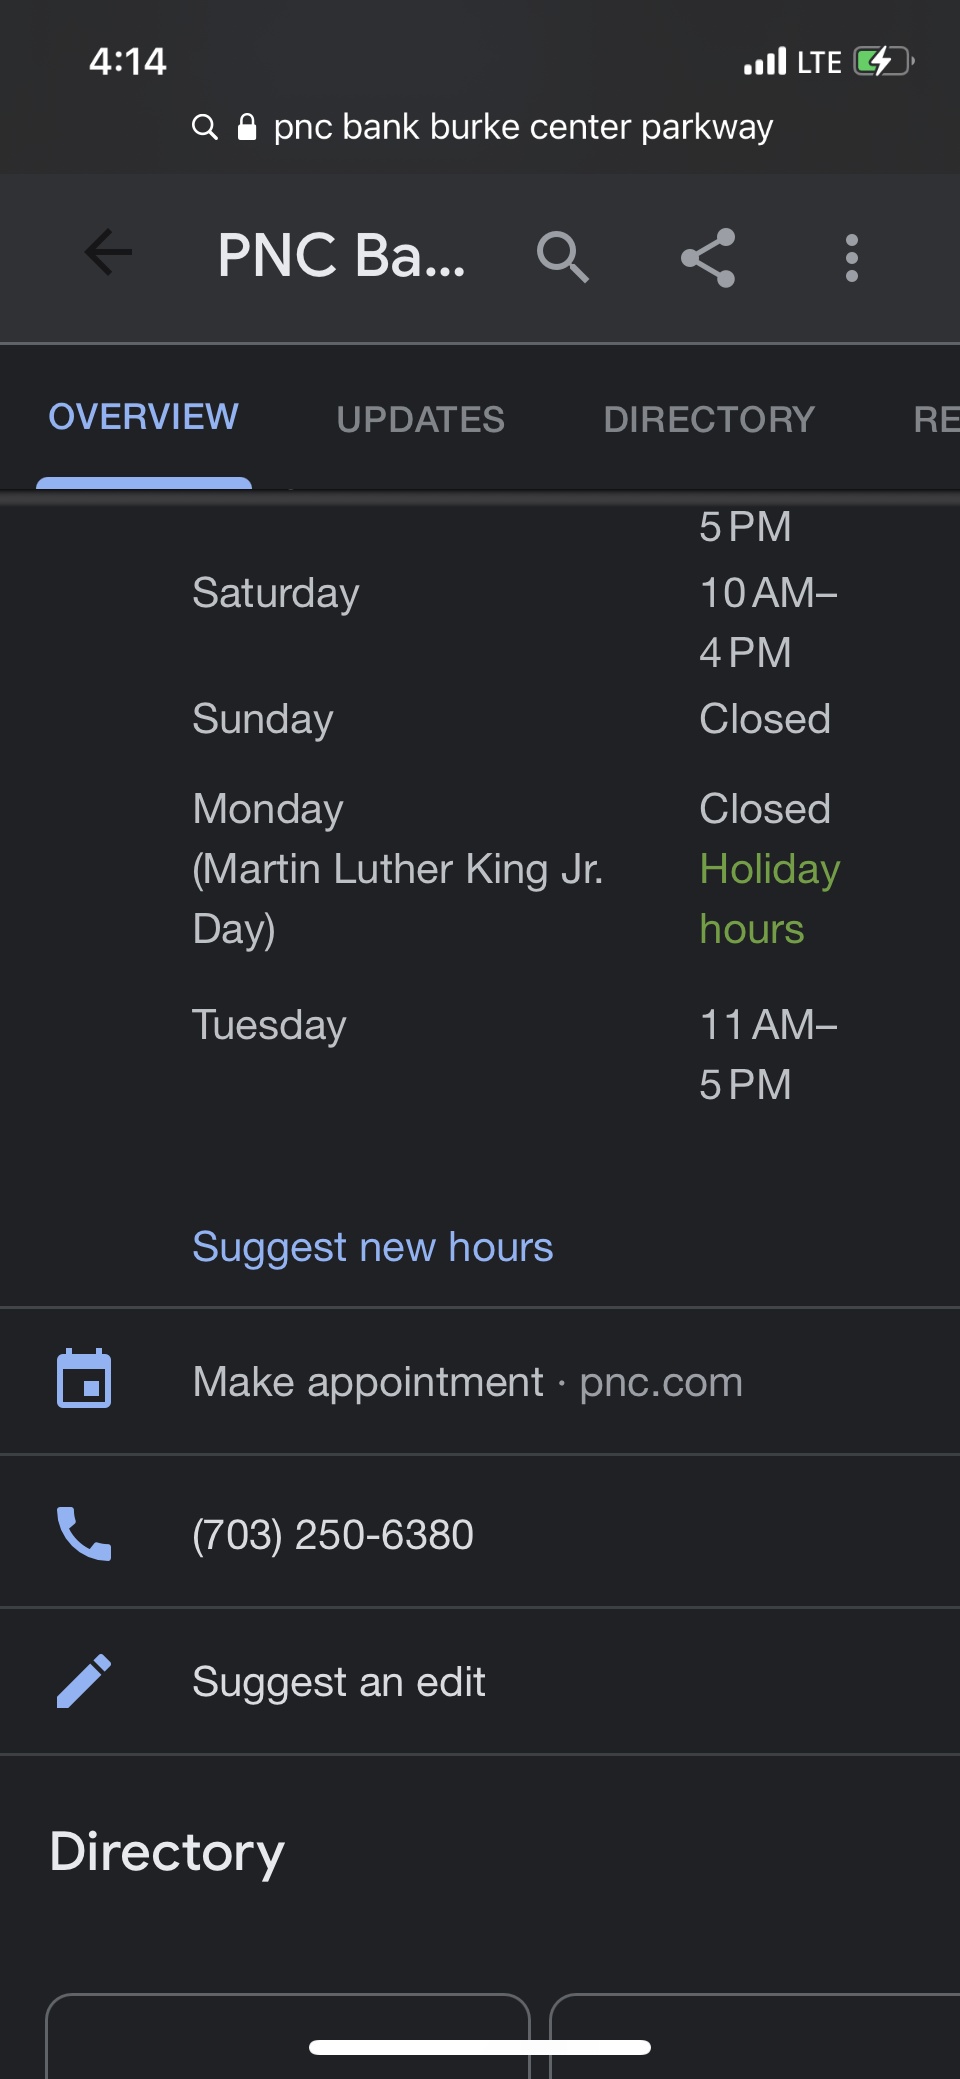 4:14
LTE
pnc bank burke center parkway
PNC Ba...
OVERVIEW UPDATES DIRECTORY RE
5 PM
Saturday 10 AM–
4 PM
Sunday Closed
Monday Closed
(Martin Luther King Jr. Holiday
Day) hours
Tuesday 11 AM–
5 PM
Suggest new hours
Make appointment · pnc.com
(703) 250-6380
Suggest an edit
Directory